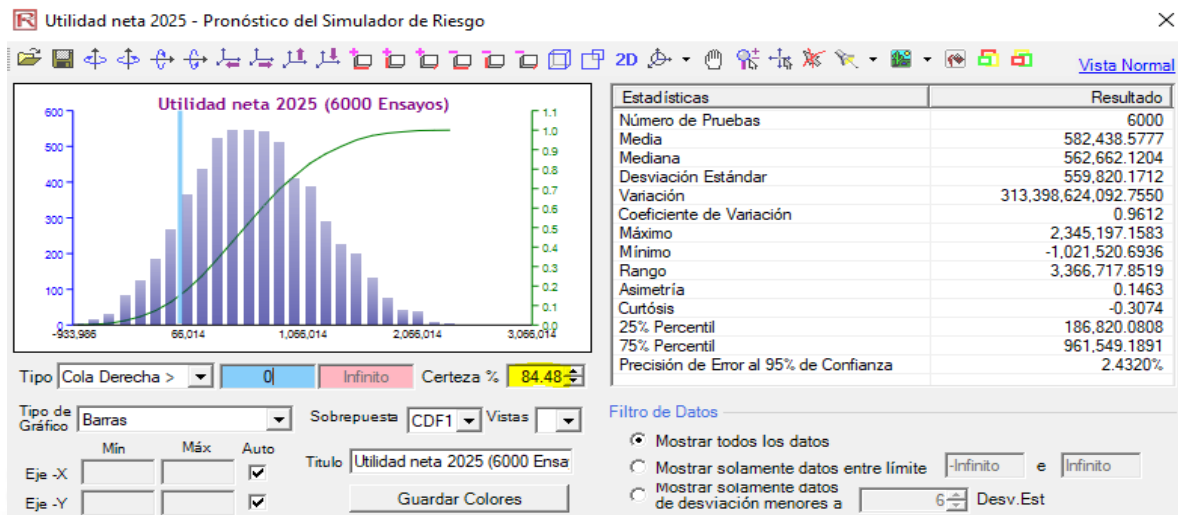 Utilidad neta 2025 - Pronóstico del Simulador de Riesgo
2D
Vista Normal
Utilidad neta 2025 (6000 Ensayos)
600
500
400
300
200
100
0
1.1
1.0
0.9
0.8
0.7
0.6
0.5
0.4
0.3
0.2
0.1
0.0
-933,986 66,014 1,066,014 2,066,014 3,066,014
Estadísticas Resultado
Número de Pruebas 6000
Media 582,438.5777
Mediana 562,662.1204
Desviación Estándar 559,820.1712
Variación 313,398,624,092.7550
Coeficiente de Variación 0.9612
Máximo 2,345,197.1583
Mínimo -1,021,520.6936
Rango 3,366,717.8519
Asimetría 0.1463
Curtósis -0.3074
25% Percentil 186,820.0808
75% Percentil 961,549.1891
Precisión de Error al 95% de Confianza 2.4320%
Tipo Cola Derecha > 0 Infinito Certeza % 84.48
Tipo de Gráfico Barras Sobrepuesta CDF1 Vistas
Mín Máx Auto
Eje -X
Eje -Y
Titulo Utilidad neta 2025 (6000 Ensa
Guardar Colores
Filtro de Datos
Mostrar todos los datos
Mostrar solamente datos entre límite -Infinito e Infinito
Mostrar solamente datos
de desviación menores a 6 Desv.Est